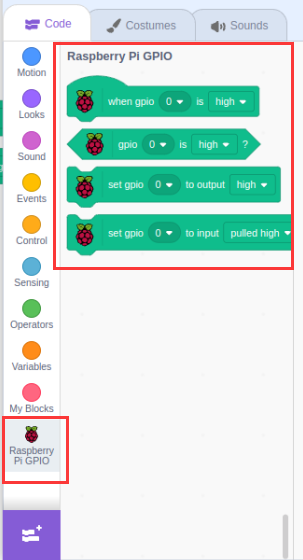 Code
Costumes
Sounds
Motion
Looks
Sound
Events
Control
Sensing
Operators
Variables
My Blocks
Raspberry
Pi GPIO
Raspberry Pi GPIO
when gpio 0 is high
gpio 0 is high ?
set gpio 0 to output high
set gpio 0 to input pulled high